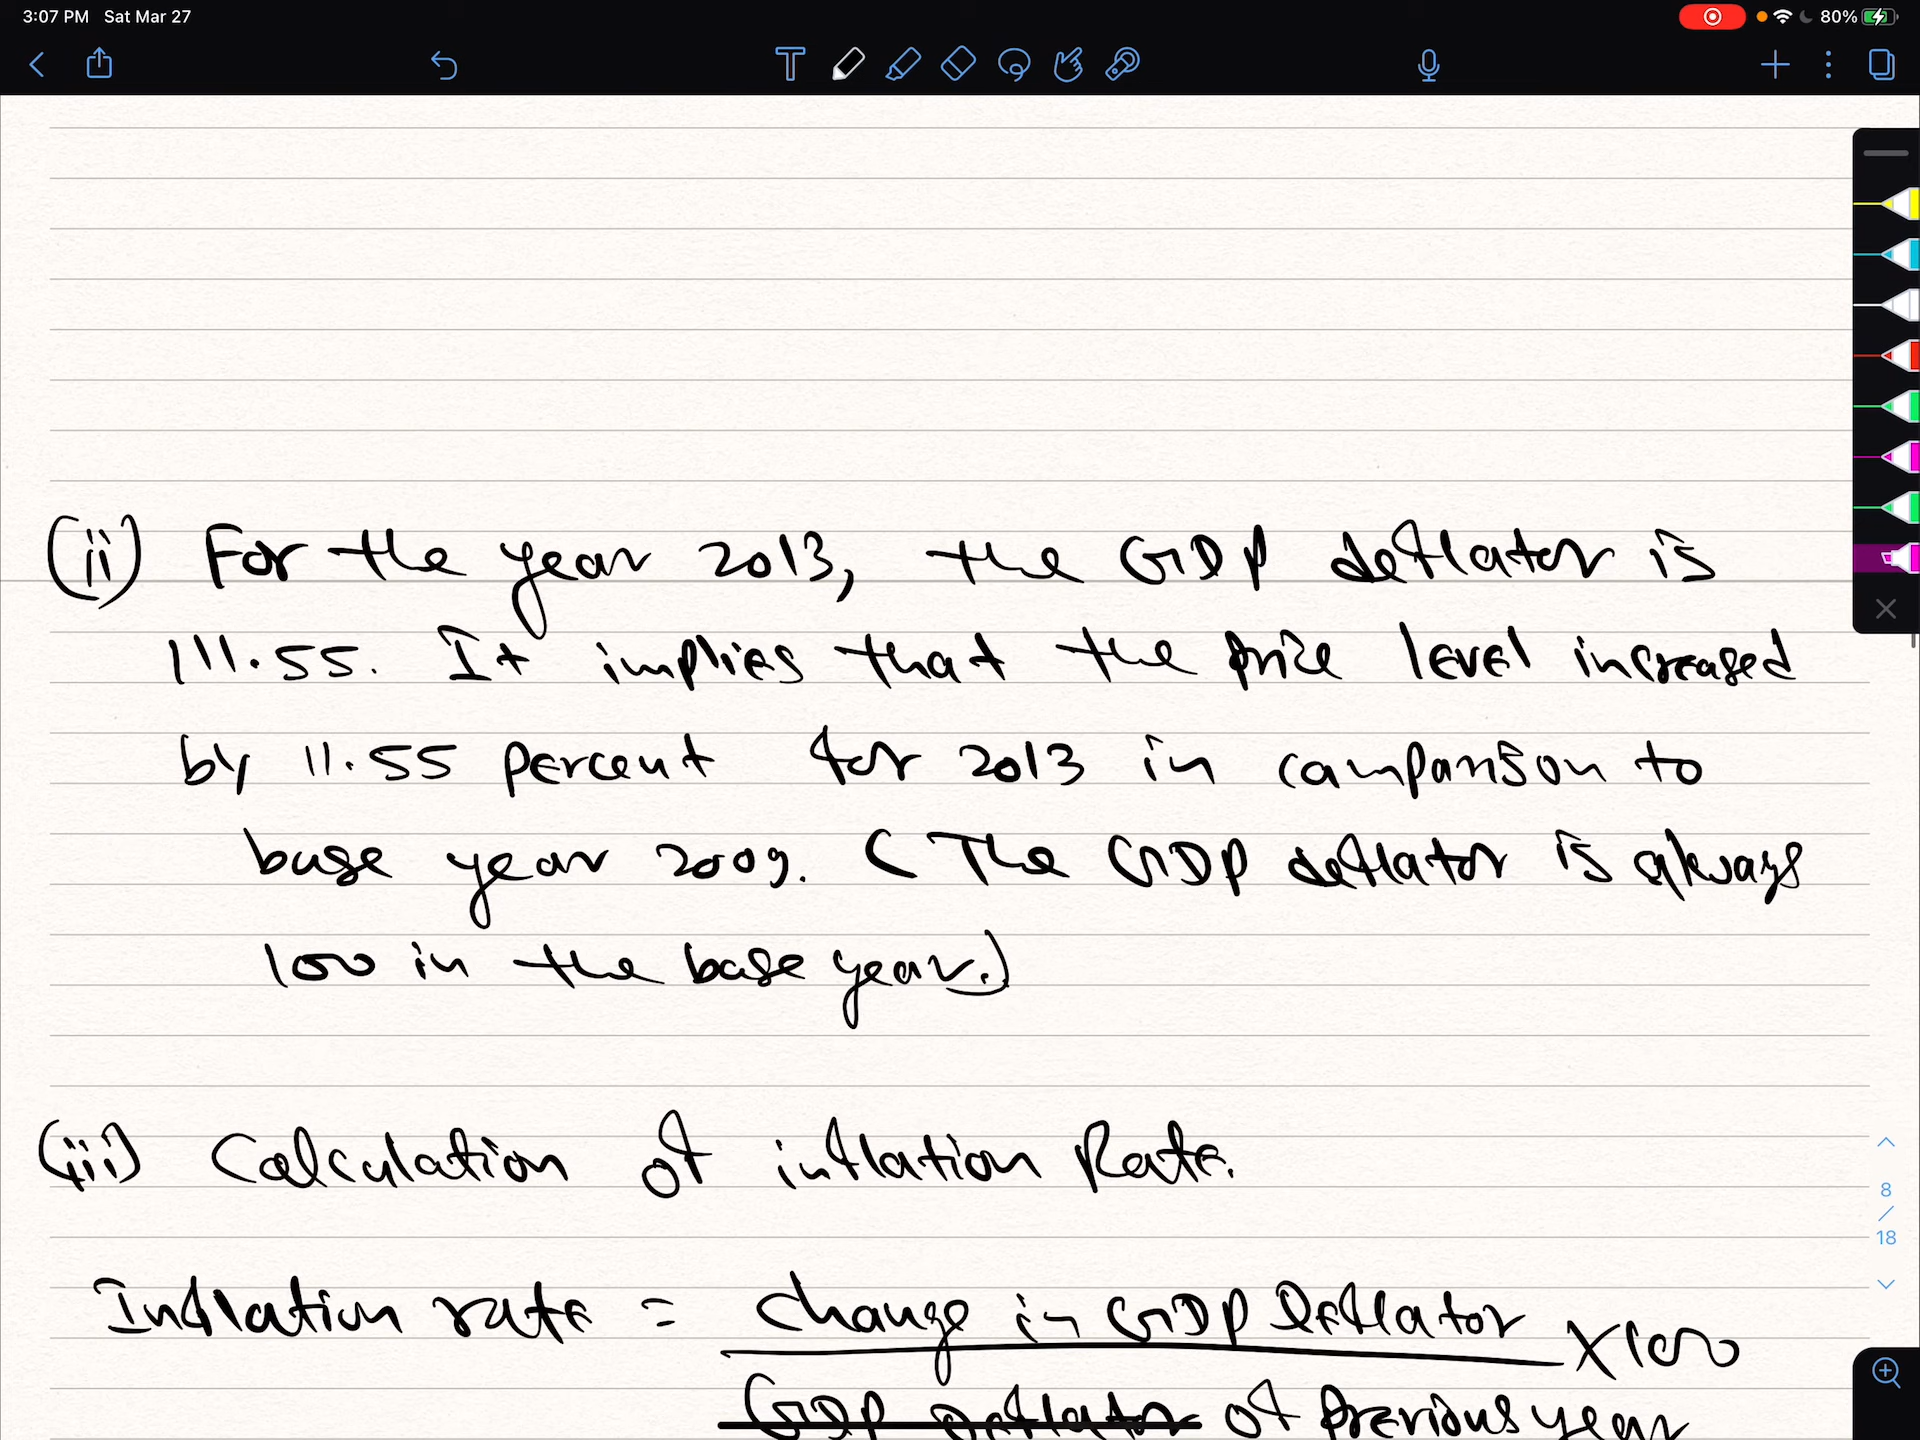 3:07 PM Sat Mar 27
80%
(ii) For the year 2013, the GDP deflator is
111.55. It implies that the price level increased
by 11.55 percent for 2013 in comparison to
base year 2009. (The GDP deflator is always
100 in the base year.)
(iii) Calculation of inflation Rate.
Inflation rate = Change in GDP Deflator X100
GDP Deflator of previous year
8
/
18